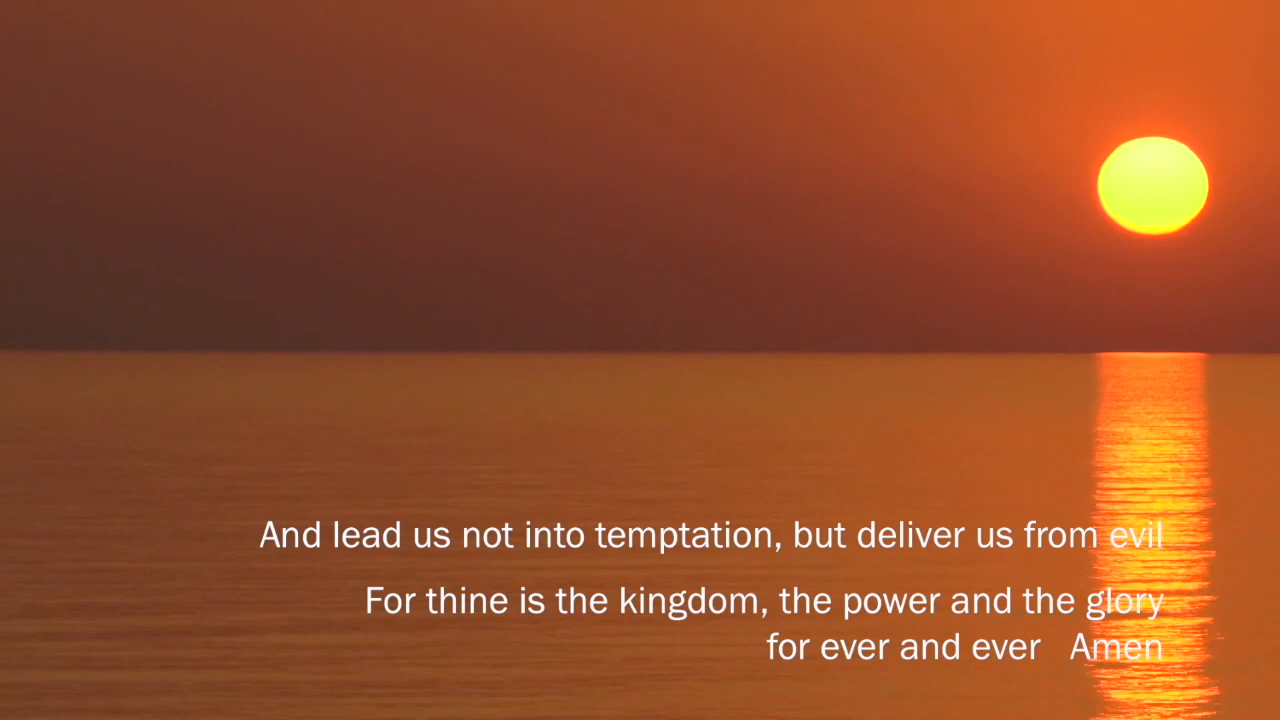 And lead us not into temptation, but deliver us from evil
For thine is the kingdom, the power and the glory
for ever and ever   Amen